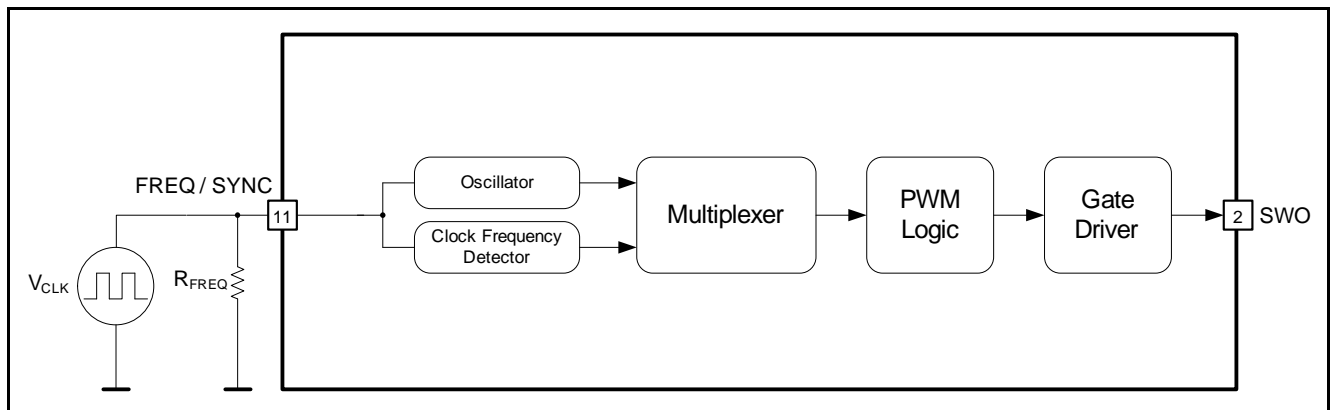 FREQ / SYNC
11
VCLK
RFREQ
Oscillator
Clock Frequency
Detector
Multiplexer
PWM
Logic
Gate
Driver
2
SWO